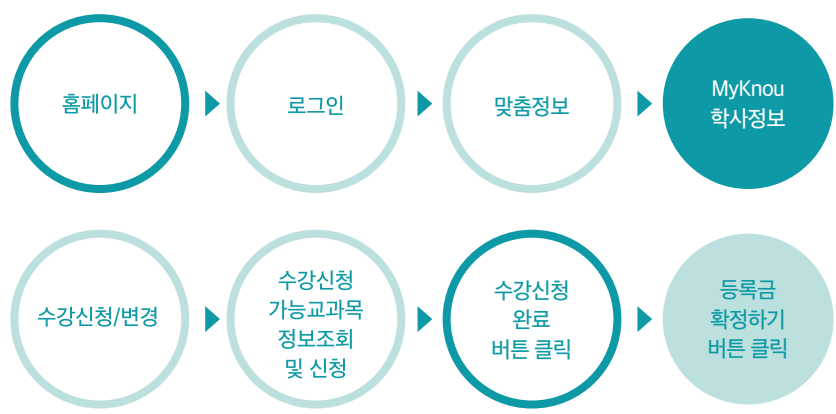 홈페이지
로그인
맞춤정보
MyKnou
학사정보
수강신청/변경
수강신청
가능교과목
정보조회
및 신청
수강신청
완료
버튼 클릭
등록금
확정하기
버튼 클릭